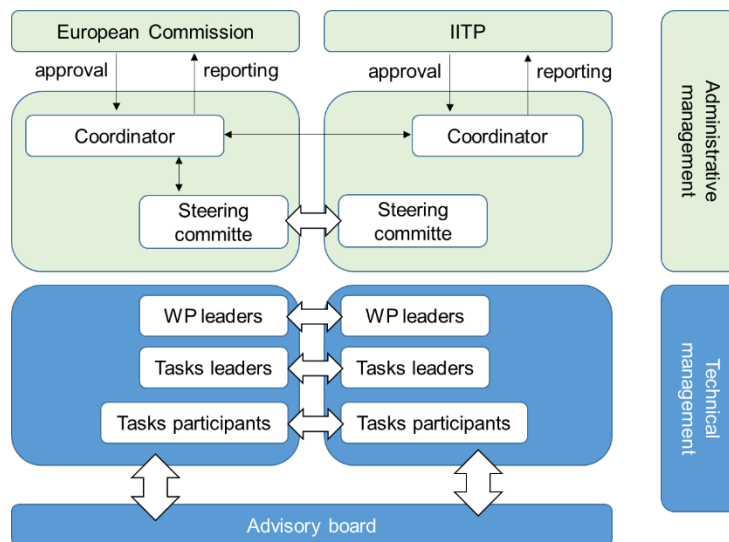 European Commission
IITP
approval
reporting
approval
reporting
Coordinator
Coordinator
Steering
committe
Steering
committe
Administrative
management
WP leaders
WP leaders
Tasks leaders
Tasks leaders
Tasks participants
Tasks participants
Technical
management
Advisory board